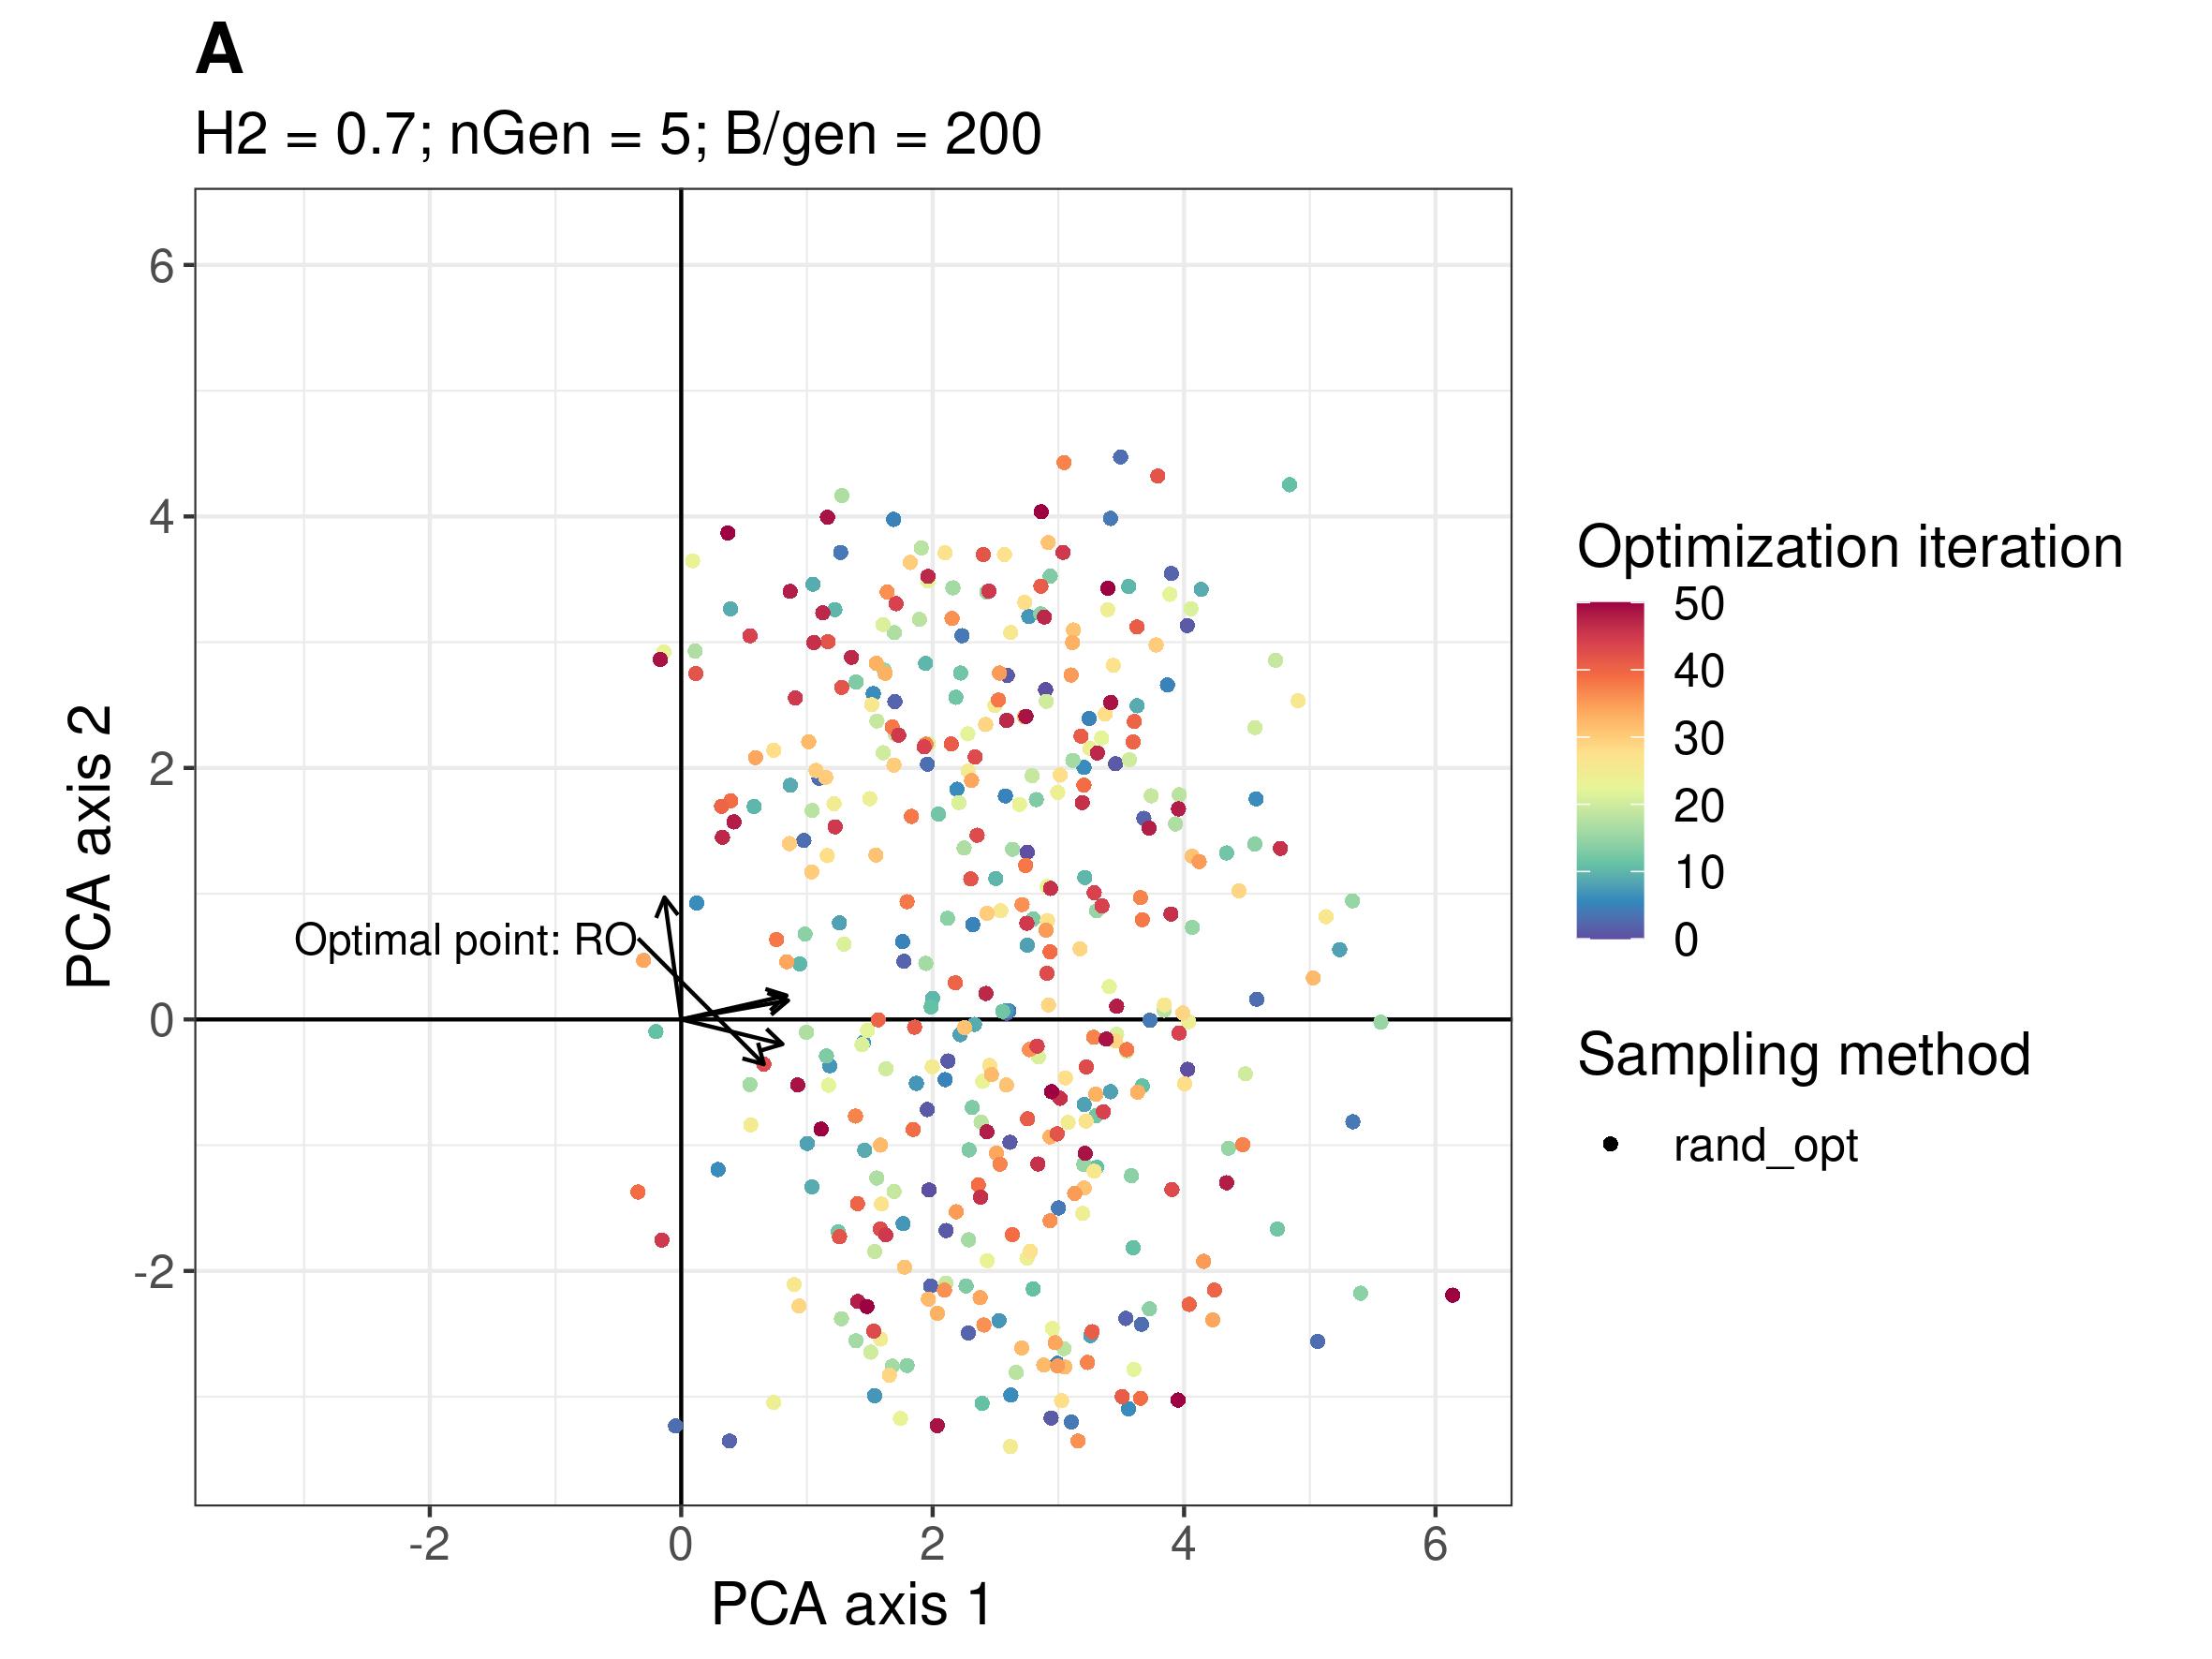 A
H2 = 0.7; nGen = 5; B/gen = 200
PCA axis 2
6
4
2
0
-2
Optimal point: RO
-2
0
2
4
6
PCA axis 1
Optimization iteration
50
40
30
20
10
0
Sampling method
rand_opt